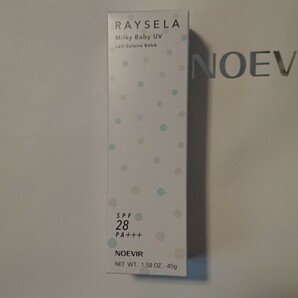 RAYSELA
Milky Baby UV
Lait Solaire Bébé
NOEV
SPF
28
PA+++
NOEVIR
NET WT. 1.58 OZ. - 45g